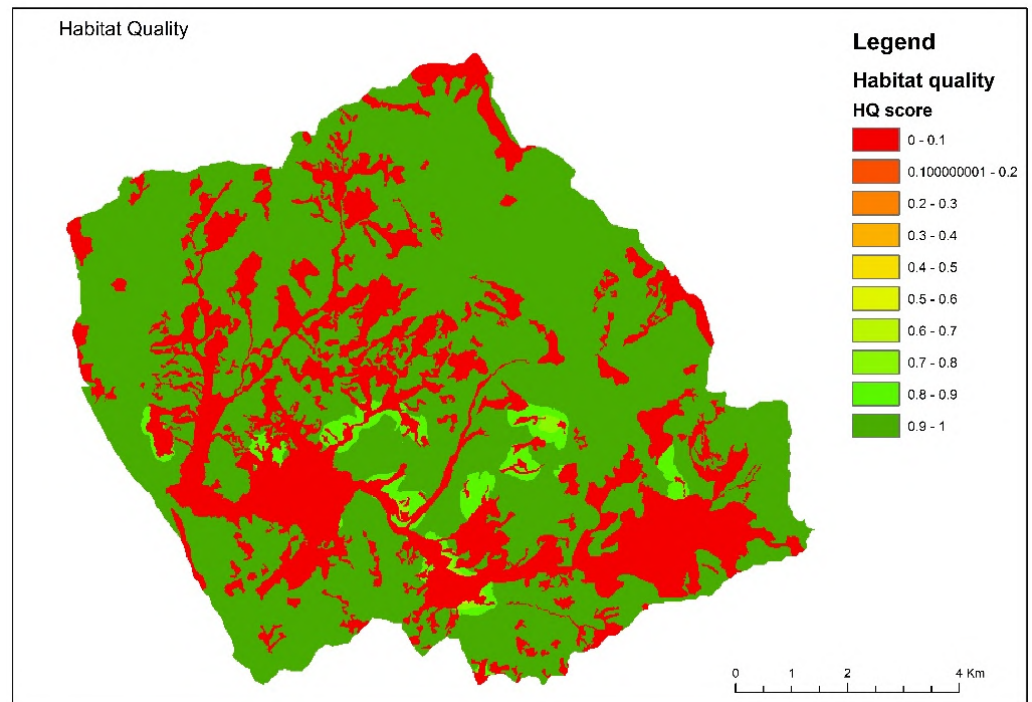 Habitat Quality
Legend
Habitat quality
HQ score
0 - 0.1
0.100000001 - 0.2
0.2 - 0.3
0.3 - 0.4
0.4 - 0.5
0.5 - 0.6
0.6 - 0.7
0.7 - 0.8
0.8 - 0.9
0.9 - 1
0 1 2 4 Km